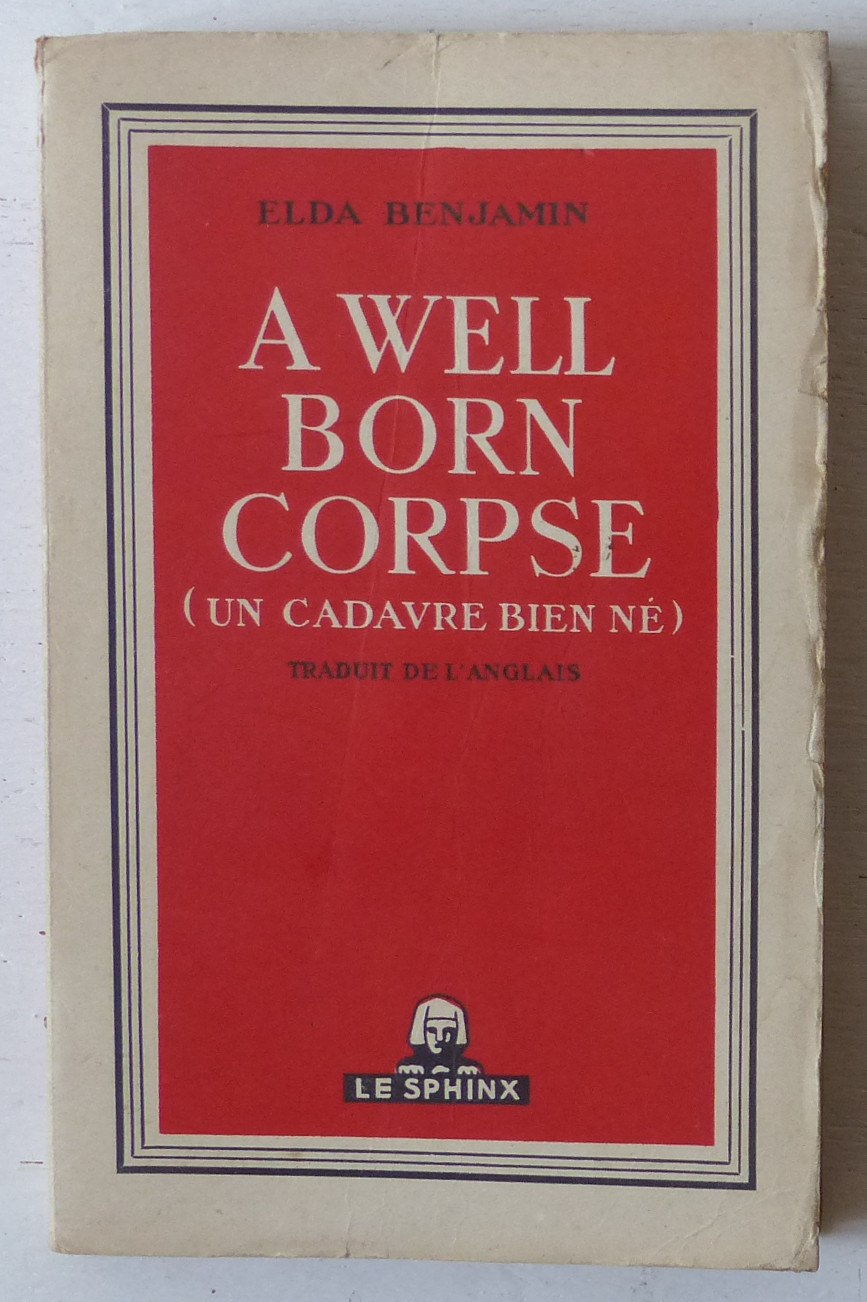 ELDA BENJAMIN
A WELL
BORN
CORPSE
(UN CADAVRE BIEN NÉ)
TRADUIT DE L'ANGLAIS
LE SPHINX